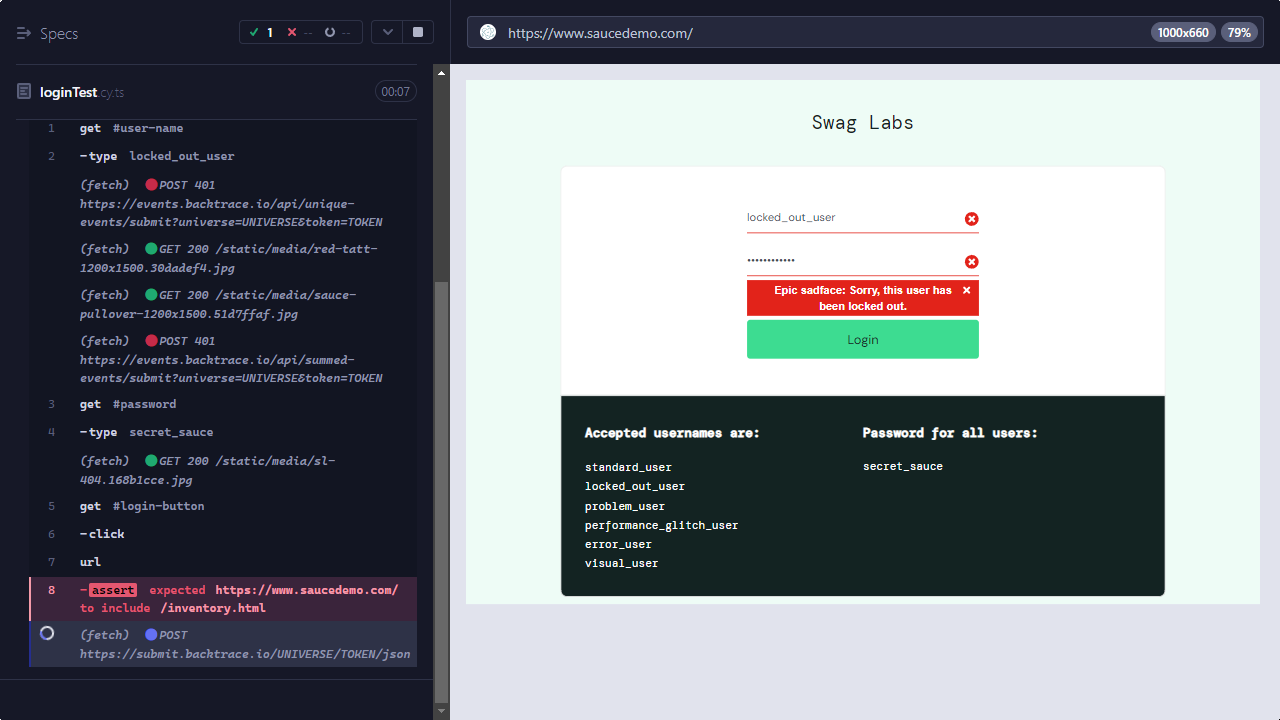 Specs
1 -- --
https://www.saucedemo.com/
1000x660
79%
loginTest.cy.ts
00:07
1 get #user-name
2 -type locked_out_user
(fetch) POST 401
https://events.backtrace.io/api/unique-
events/submit?universe=UNIVERSE&token=TOKEN
(fetch) GET 200 /static/media/red-tatt-
1200x1500.30dadef4.jpg
(fetch) GET 200 /static/media/sauce-
pullover-1200x1500.51d7ffaf.jpg
(fetch) POST 401
https://events.backtrace.io/api/summed-
events/submit?universe=UNIVERSE&token=TOKEN
3 get #password
4 -type secret_sauce
(fetch) GET 200 /static/media/sl-
404.168b1cce.jpg
5 get #login-button
6 -click
7 url
8 -assert expected https://www.saucedemo.com/
to include /inventory.html
(fetch) POST
https://submit.backtrace.io/UNIVERSE/TOKEN/json
Swag Labs
locked_out_user
••••••••••••
Epic sadface: Sorry, this user has
been locked out.
Login
Accepted usernames are:
standard_user
locked_out_user
problem_user
performance_glitch_user
error_user
visual_user
Password for all users:
secret_sauce